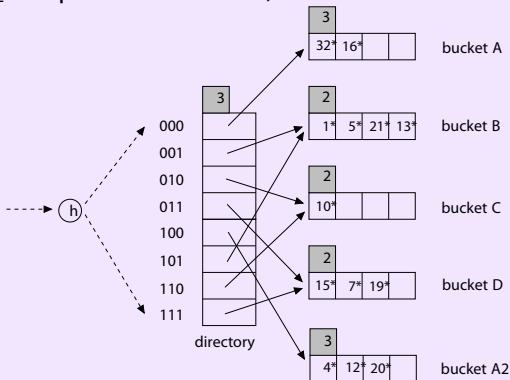 3
32* 16*
bucket A
3
2
000
1* 5* 21* 13*
bucket B
001
2
010
10*
bucket C
011
h
100
2
101
15* 7* 19*
bucket D
110
111
directory
3
4* 12* 20*
bucket A2